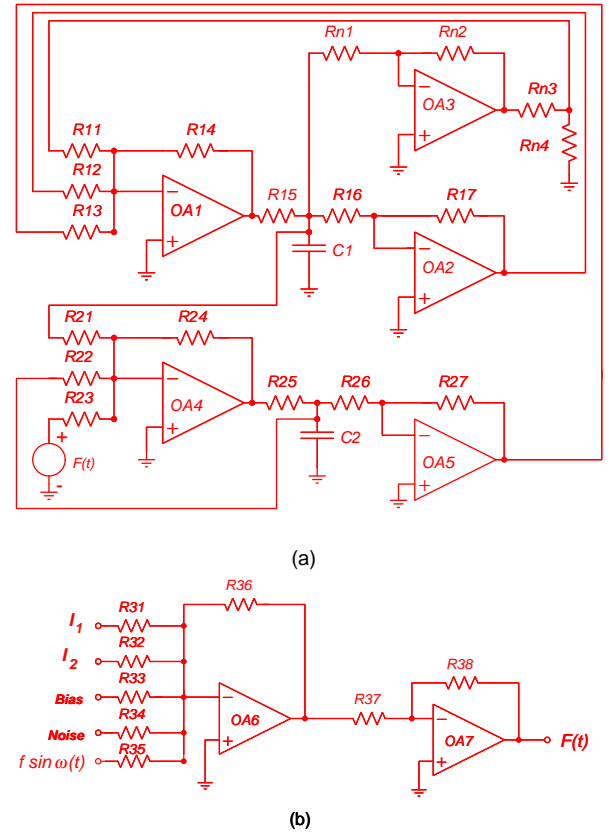 Rn1
Rn2
OA3
Rn3
Rn4
R11
R14
R12
R13
OA1
R15
R16
R17
C1
OA2
R21
R24
R22
R23
OA4
R25
R26
R27
C2
OA5
F(t)
(a)
R36
R31
I1
R32
I2
R33
Bias
R34
Noise
R35
f sin ω(t)
OA6
R37
R38
OA7
F(t)
(b)